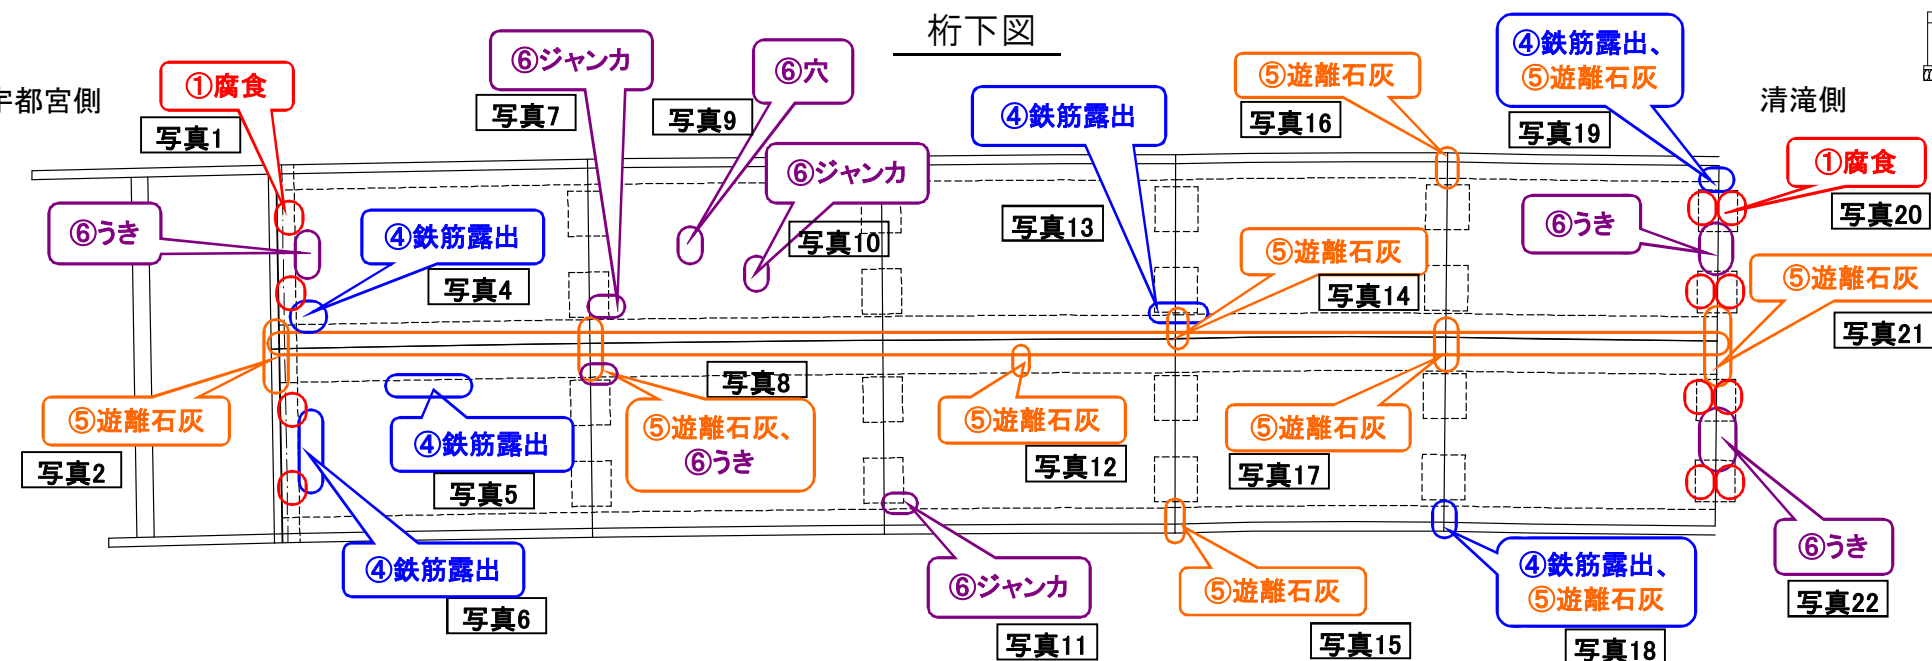 桁下図
宇都宮側
清滝側
①腐食
写真1
⑥ジャンカ
写真7
⑥穴
写真9
⑥ジャンカ
写真10
④鉄筋露出
写真13
⑤遊離石灰
写真16
④鉄筋露出、
⑤遊離石灰
写真19
①腐食
写真20
⑥うき
④鉄筋露出
写真4
⑤遊離石灰
写真14
⑥うき
⑤遊離石灰
写真21
⑤遊離石灰
写真2
④鉄筋露出
写真5
写真8
⑤遊離石灰、
⑥うき
⑤遊離石灰
写真12
⑤遊離石灰
写真17
④鉄筋露出
写真6
⑥ジャンカ
写真11
⑤遊離石灰
写真15
④鉄筋露出、
⑤遊離石灰
写真18
⑥うき
写真22